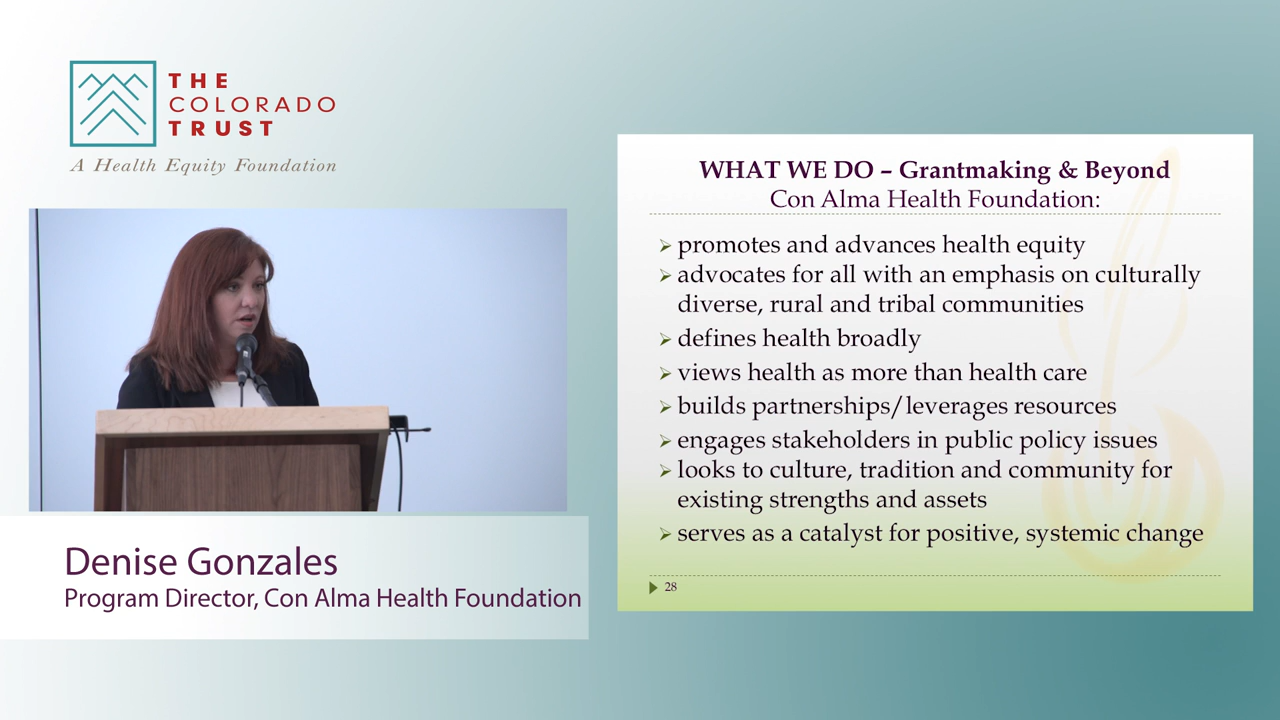 THE
COLORADO
TRUST
A Health Equity Foundation
Denise Gonzales
Program Director, Con Alma Health Foundation
WHAT WE DO – Grantmaking & Beyond
Con Alma Health Foundation:
promotes and advances health equity
advocates for all with an emphasis on culturally
diverse, rural and tribal communities
defines health broadly
views health as more than health care
builds partnerships/leverages resources
engages stakeholders in public policy issues
looks to culture, tradition and community for
existing strengths and assets
serves as a catalyst for positive, systemic change
28